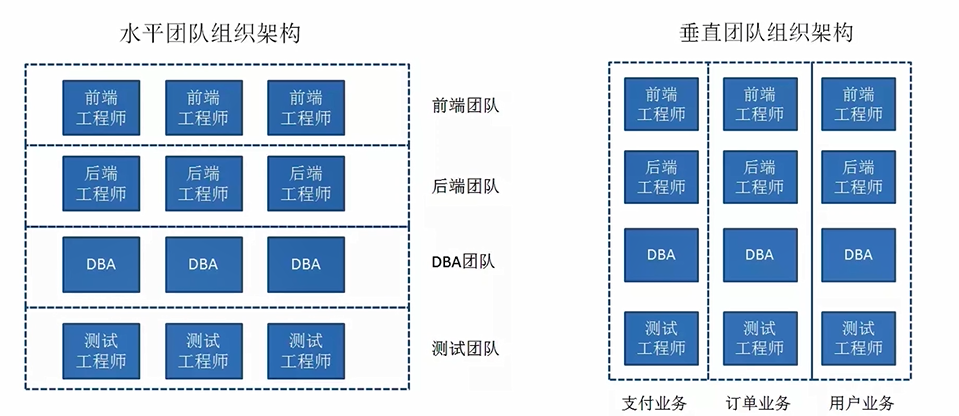 水平团队组织架构
前端
工程师
前端
工程师
前端
工程师
前端团队
后端
工程师
后端
工程师
后端
工程师
后端团队
DBA
DBA
DBA
DBA团队
测试
工程师
测试
工程师
测试
工程师
测试团队
垂直团队组织架构
前端
工程师
前端
工程师
前端
工程师
后端
工程师
后端
工程师
后端
工程师
DBA
DBA
DBA
测试
工程师
测试
工程师
测试
工程师
支付业务
订单业务
用户业务